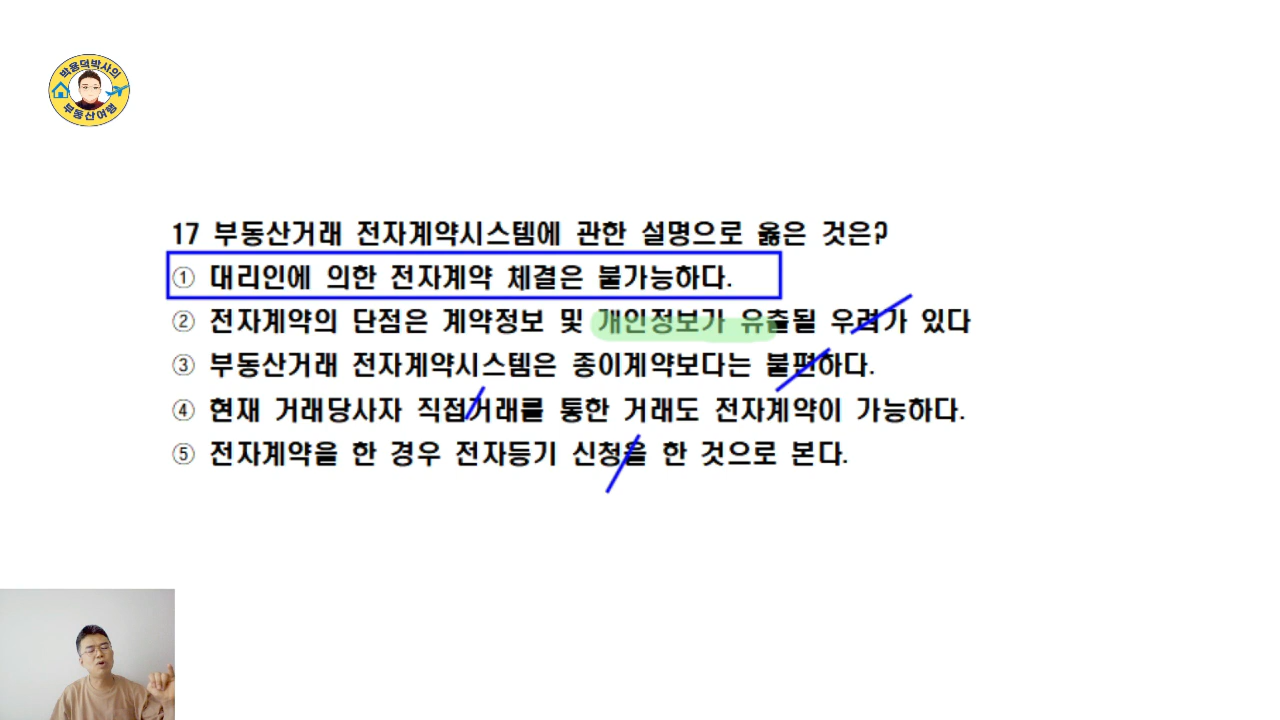 박용덕박사의
부동산여행
17 부동산거래 전자계약시스템에 관한 설명으로 옳은 것은?
① 대리인에 의한 전자계약 체결은 불가능하다.
② 전자계약의 단점은 계약정보 및 개인정보가 유출될 우려가 있다
③ 부동산거래 전자계약시스템은 종이계약보다는 불편하다.
④ 현재 거래당사자 직접거래를 통한 거래도 전자계약이 가능하다.
⑤ 전자계약을 한 경우 전자등기 신청을 한 것으로 본다.